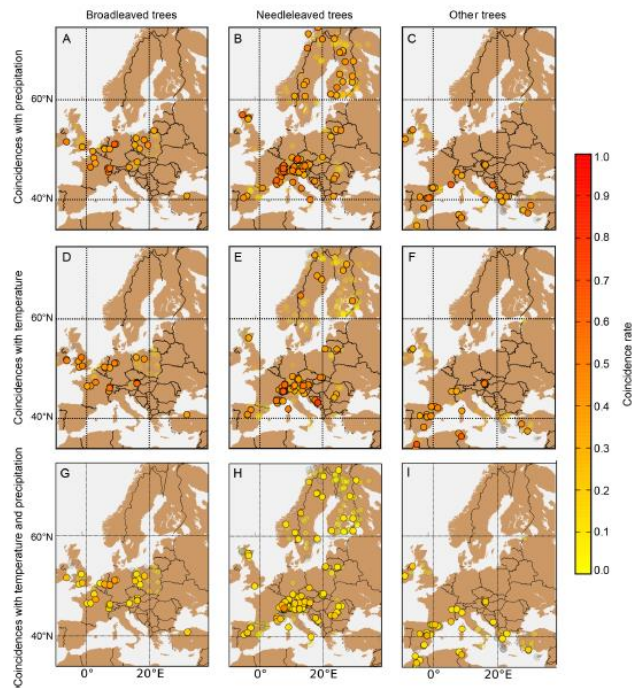 Broadleaved trees
Needleleaved trees
Other trees
Coincidences with precipitation
A
B
C
60°N
40°N
Coincidences with temperature
D
E
F
60°N
40°N
Coincidences with temperature and precipitation
G
H
I
60°N
40°N
0°
20°E
0°
20°E
0°
20°E
1.0
0.9
0.8
0.7
0.6
0.5
0.4
0.3
0.2
0.1
0.0
Coincidence rate